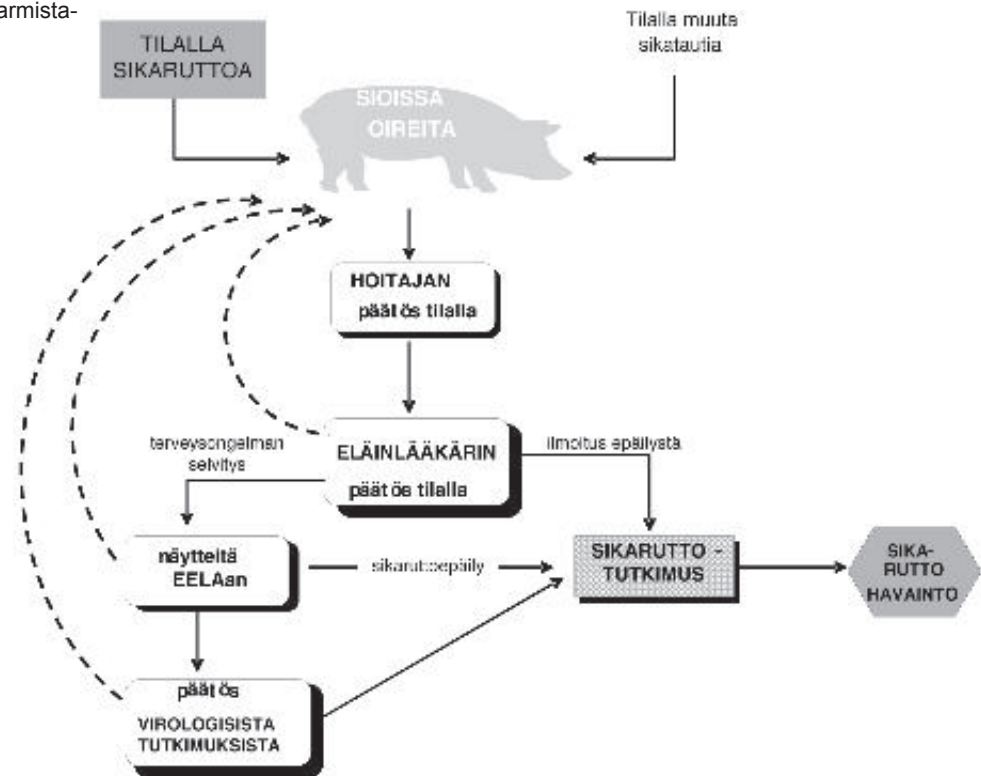 armista-
TILALLA
SIKARUTTOA
Tilalla muuta
sikatautia
SIOISSA
OIREITA
HOITAJAN
päätös tilalla
ELÄINLÄÄKÄRIN
päätös tilalla
terveysongelman
selvitys
ilmoitus epäilystä
näytteitä
EELAan
sikaruttoepäily
SIKARUTTO -
TUTKIMUS
SIKA-
RUTTO
HAVAINTO
päätös
VIROLOGISISTA
TUTKIMUKSISTA